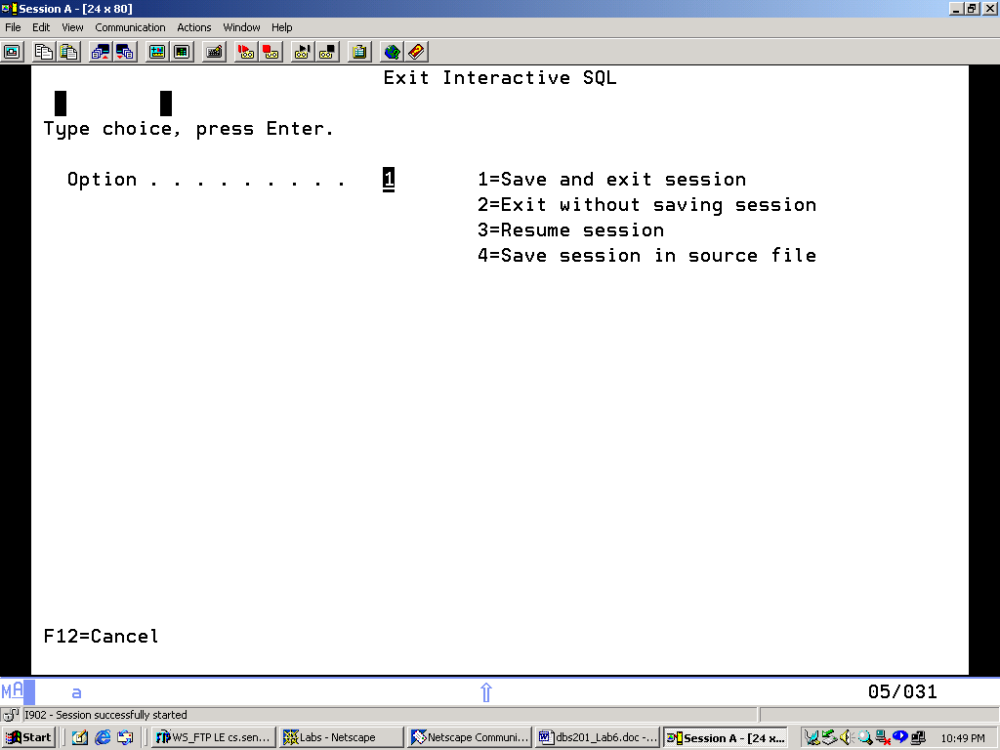 Session A - [24 x 80]
File Edit View Communication Actions Window Help
Exit Interactive SQL
Type choice, press Enter.
Option . . . . . . . . . 1 1=Save and exit session
2=Exit without saving session
3=Resume session
4=Save session in source file
F12=Cancel
MA a 05/031
I902 - Session successfully started
Start WS_FTP LE cs.sen... Labs - Netscape Netscape Communi... dbs201_Lab6.doc -... Session A - [24 x... 10:49 PM